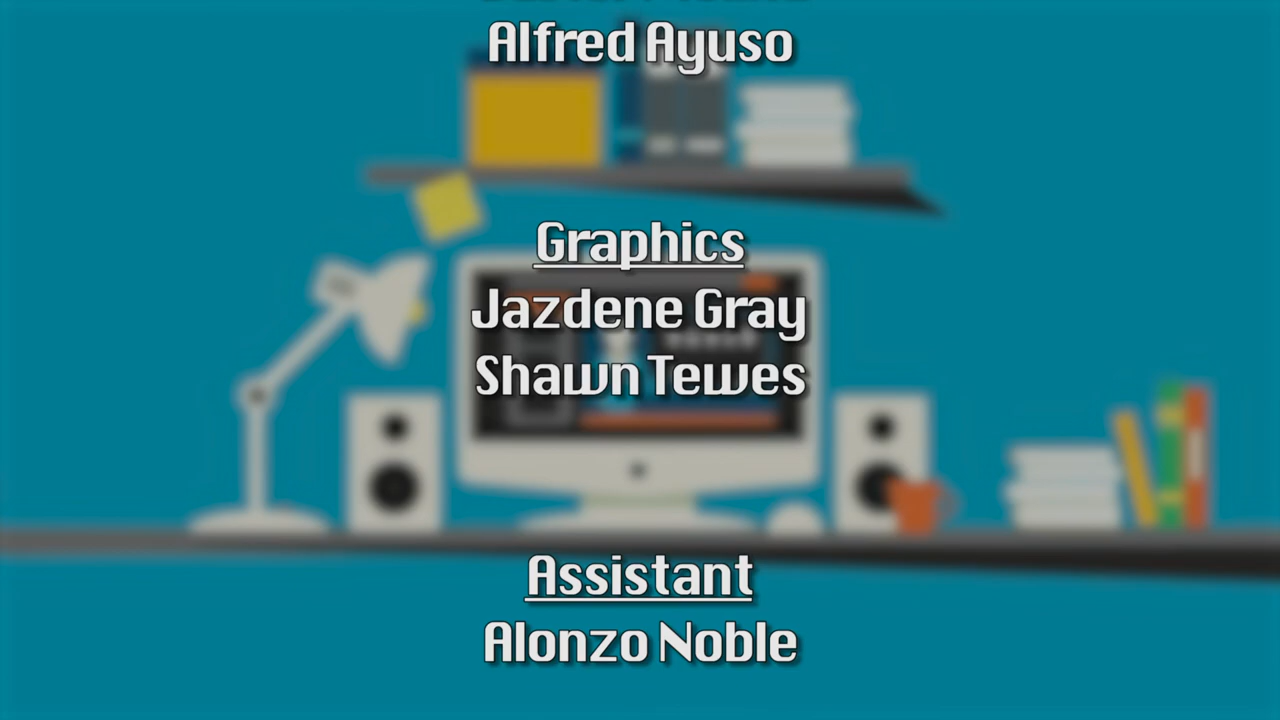 Alfred Ayuso
Graphics
Jazdene Gray
Shawn Tewes
Assistant
Alonzo Noble